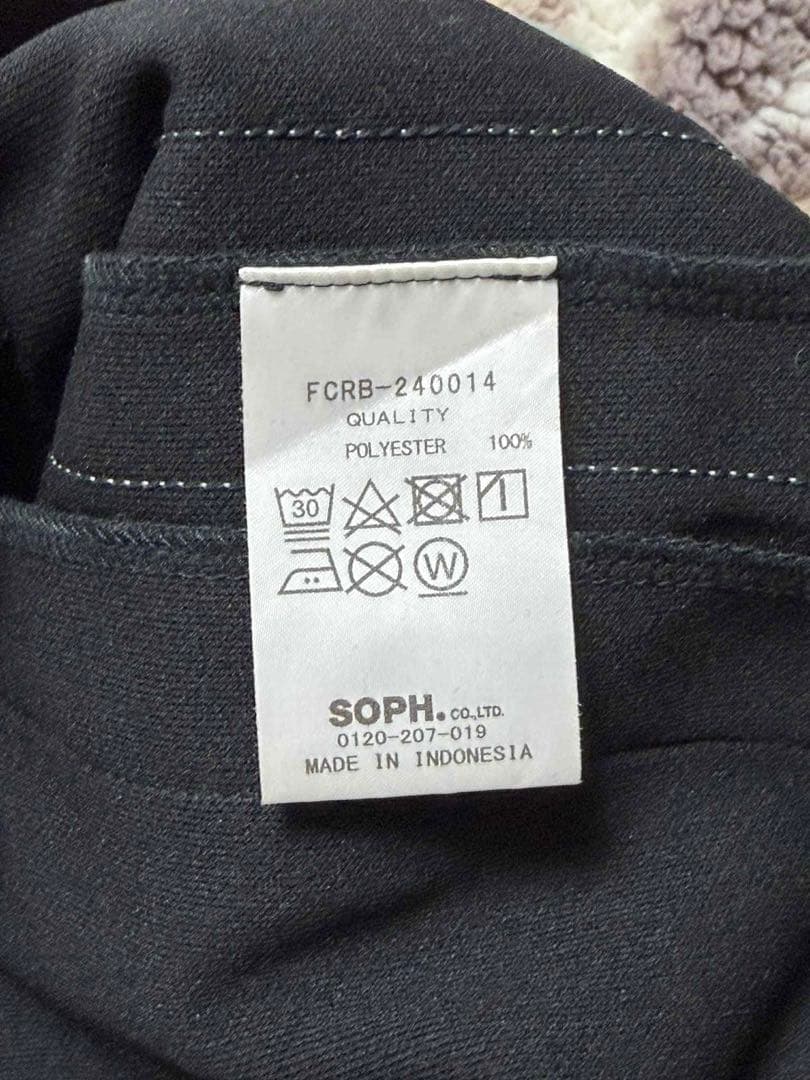 FCRB-240014
QUALITY
POLYESTER 100%
30
W
SOPH. CO.,LTD.
0120-207-019
MADE IN INDONESIA